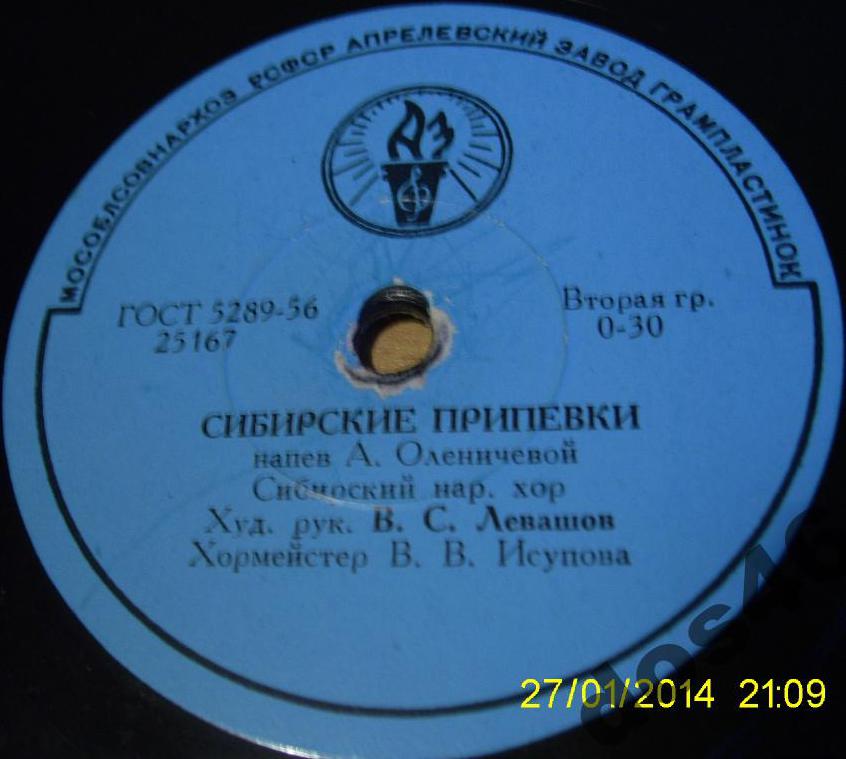 МОСОБЛСОВНАРХОЗ РСФСР АПРЕЛЕВСКИЙ ЗАВОД ГРАМПЛАСТИНОК
АЗ
ГОСТ 5289-56
25167
Вторая гр.
0-30
СИБИРСКИЕ ПРИПЕВКИ
напев А. Оленичевой
Сибирский нар. хор
Худ. рук. В. С. Левашов
Хормейстер В. В. Исупова
27/01/2014 21:09